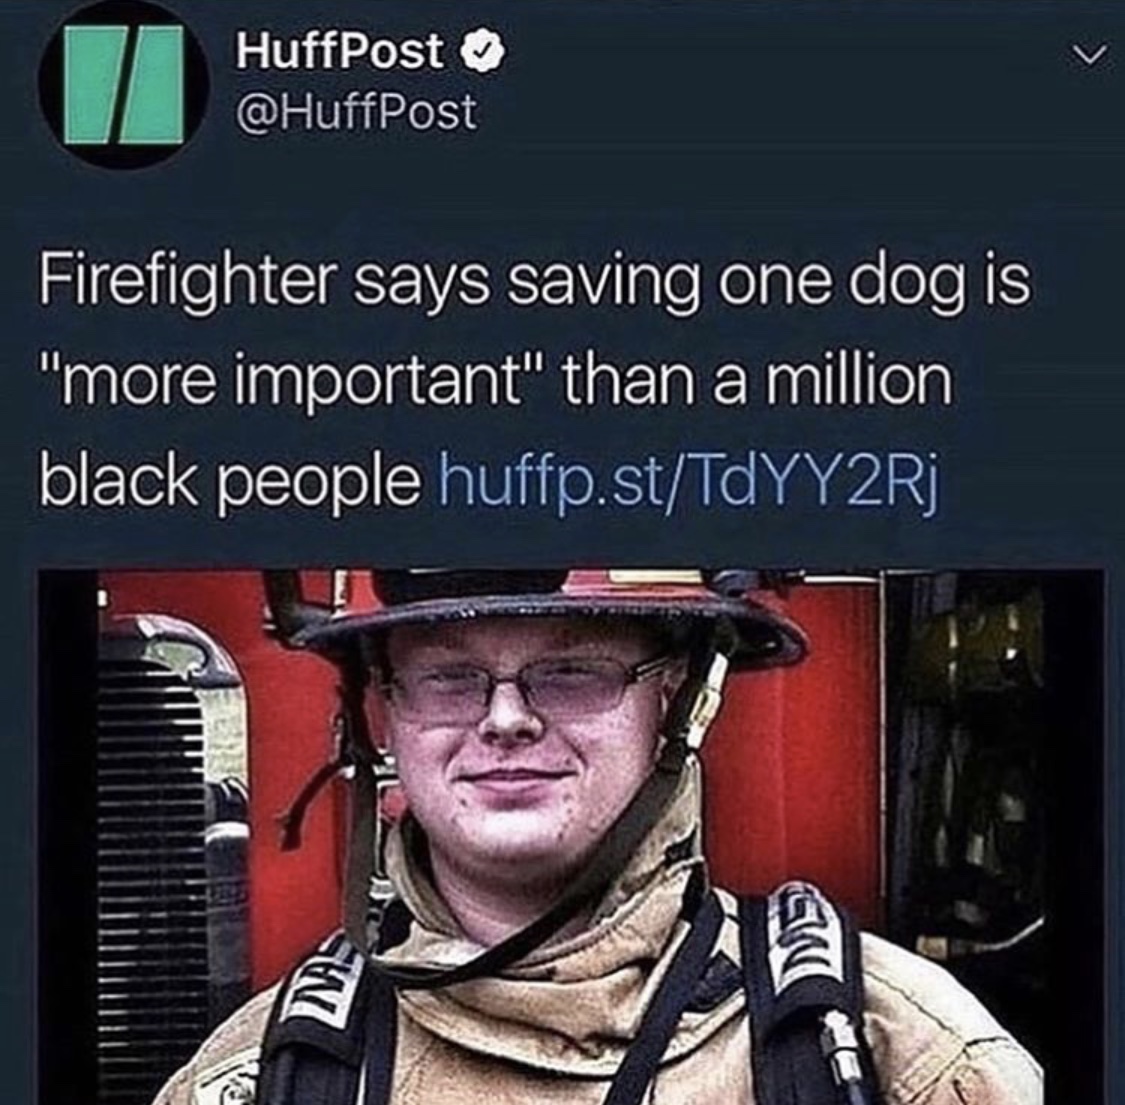 HuffPost
@HuffPost
Firefighter says saving one dog is
"more important" than a million
black people huffp.st/TdYY2Rj